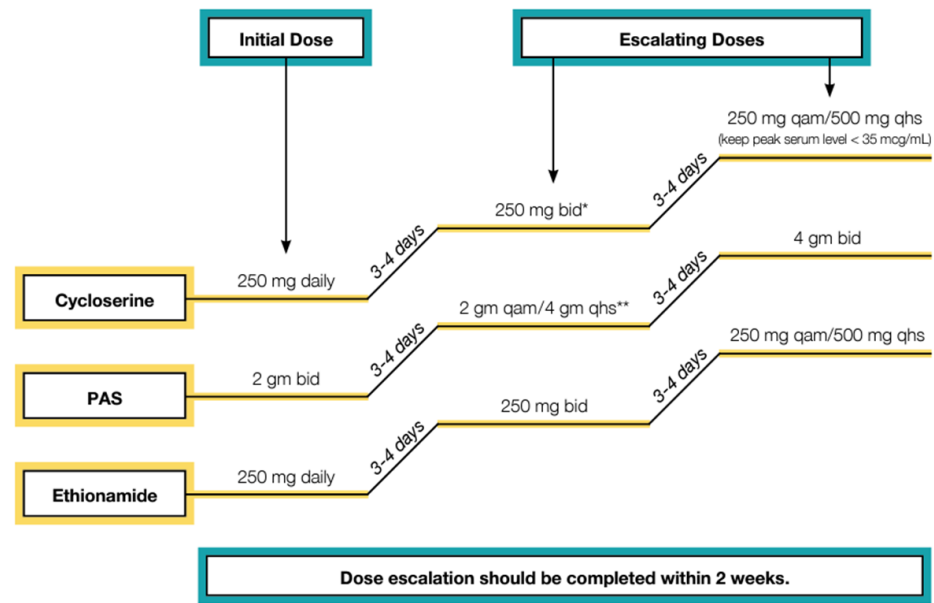 Initial Dose
Escalating Doses
250 mg qam/500 mg qhs
(keep peak serum level < 35 mcg/mL)
3-4 days
250 mg bid*
3-4 days
250 mg daily
Cycloserine
4 gm bid
3-4 days
2 gm qam/4 gm qhs**
3-4 days
2 gm bid
PAS
250 mg qam/500 mg qhs
3-4 days
250 mg bid
3-4 days
250 mg daily
Ethionamide
Dose escalation should be completed within 2 weeks.